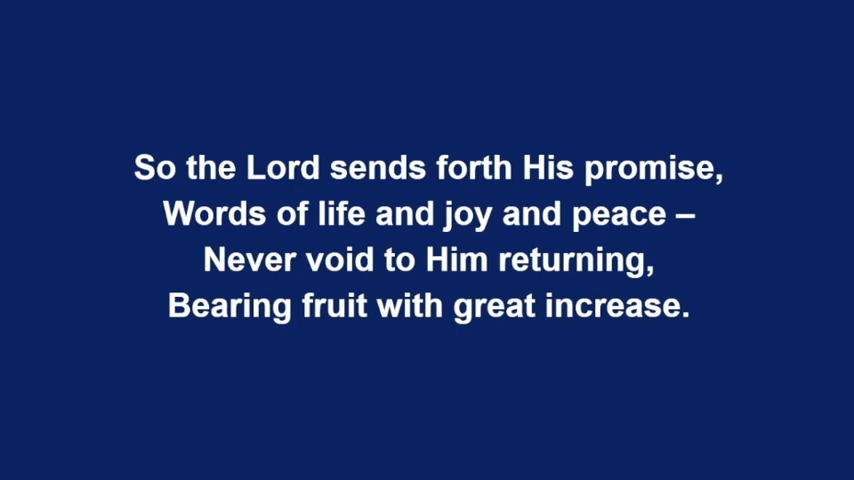 So the Lord sends forth His promise,
Words of life and joy and peace –
Never void to Him returning,
Bearing fruit with great increase.